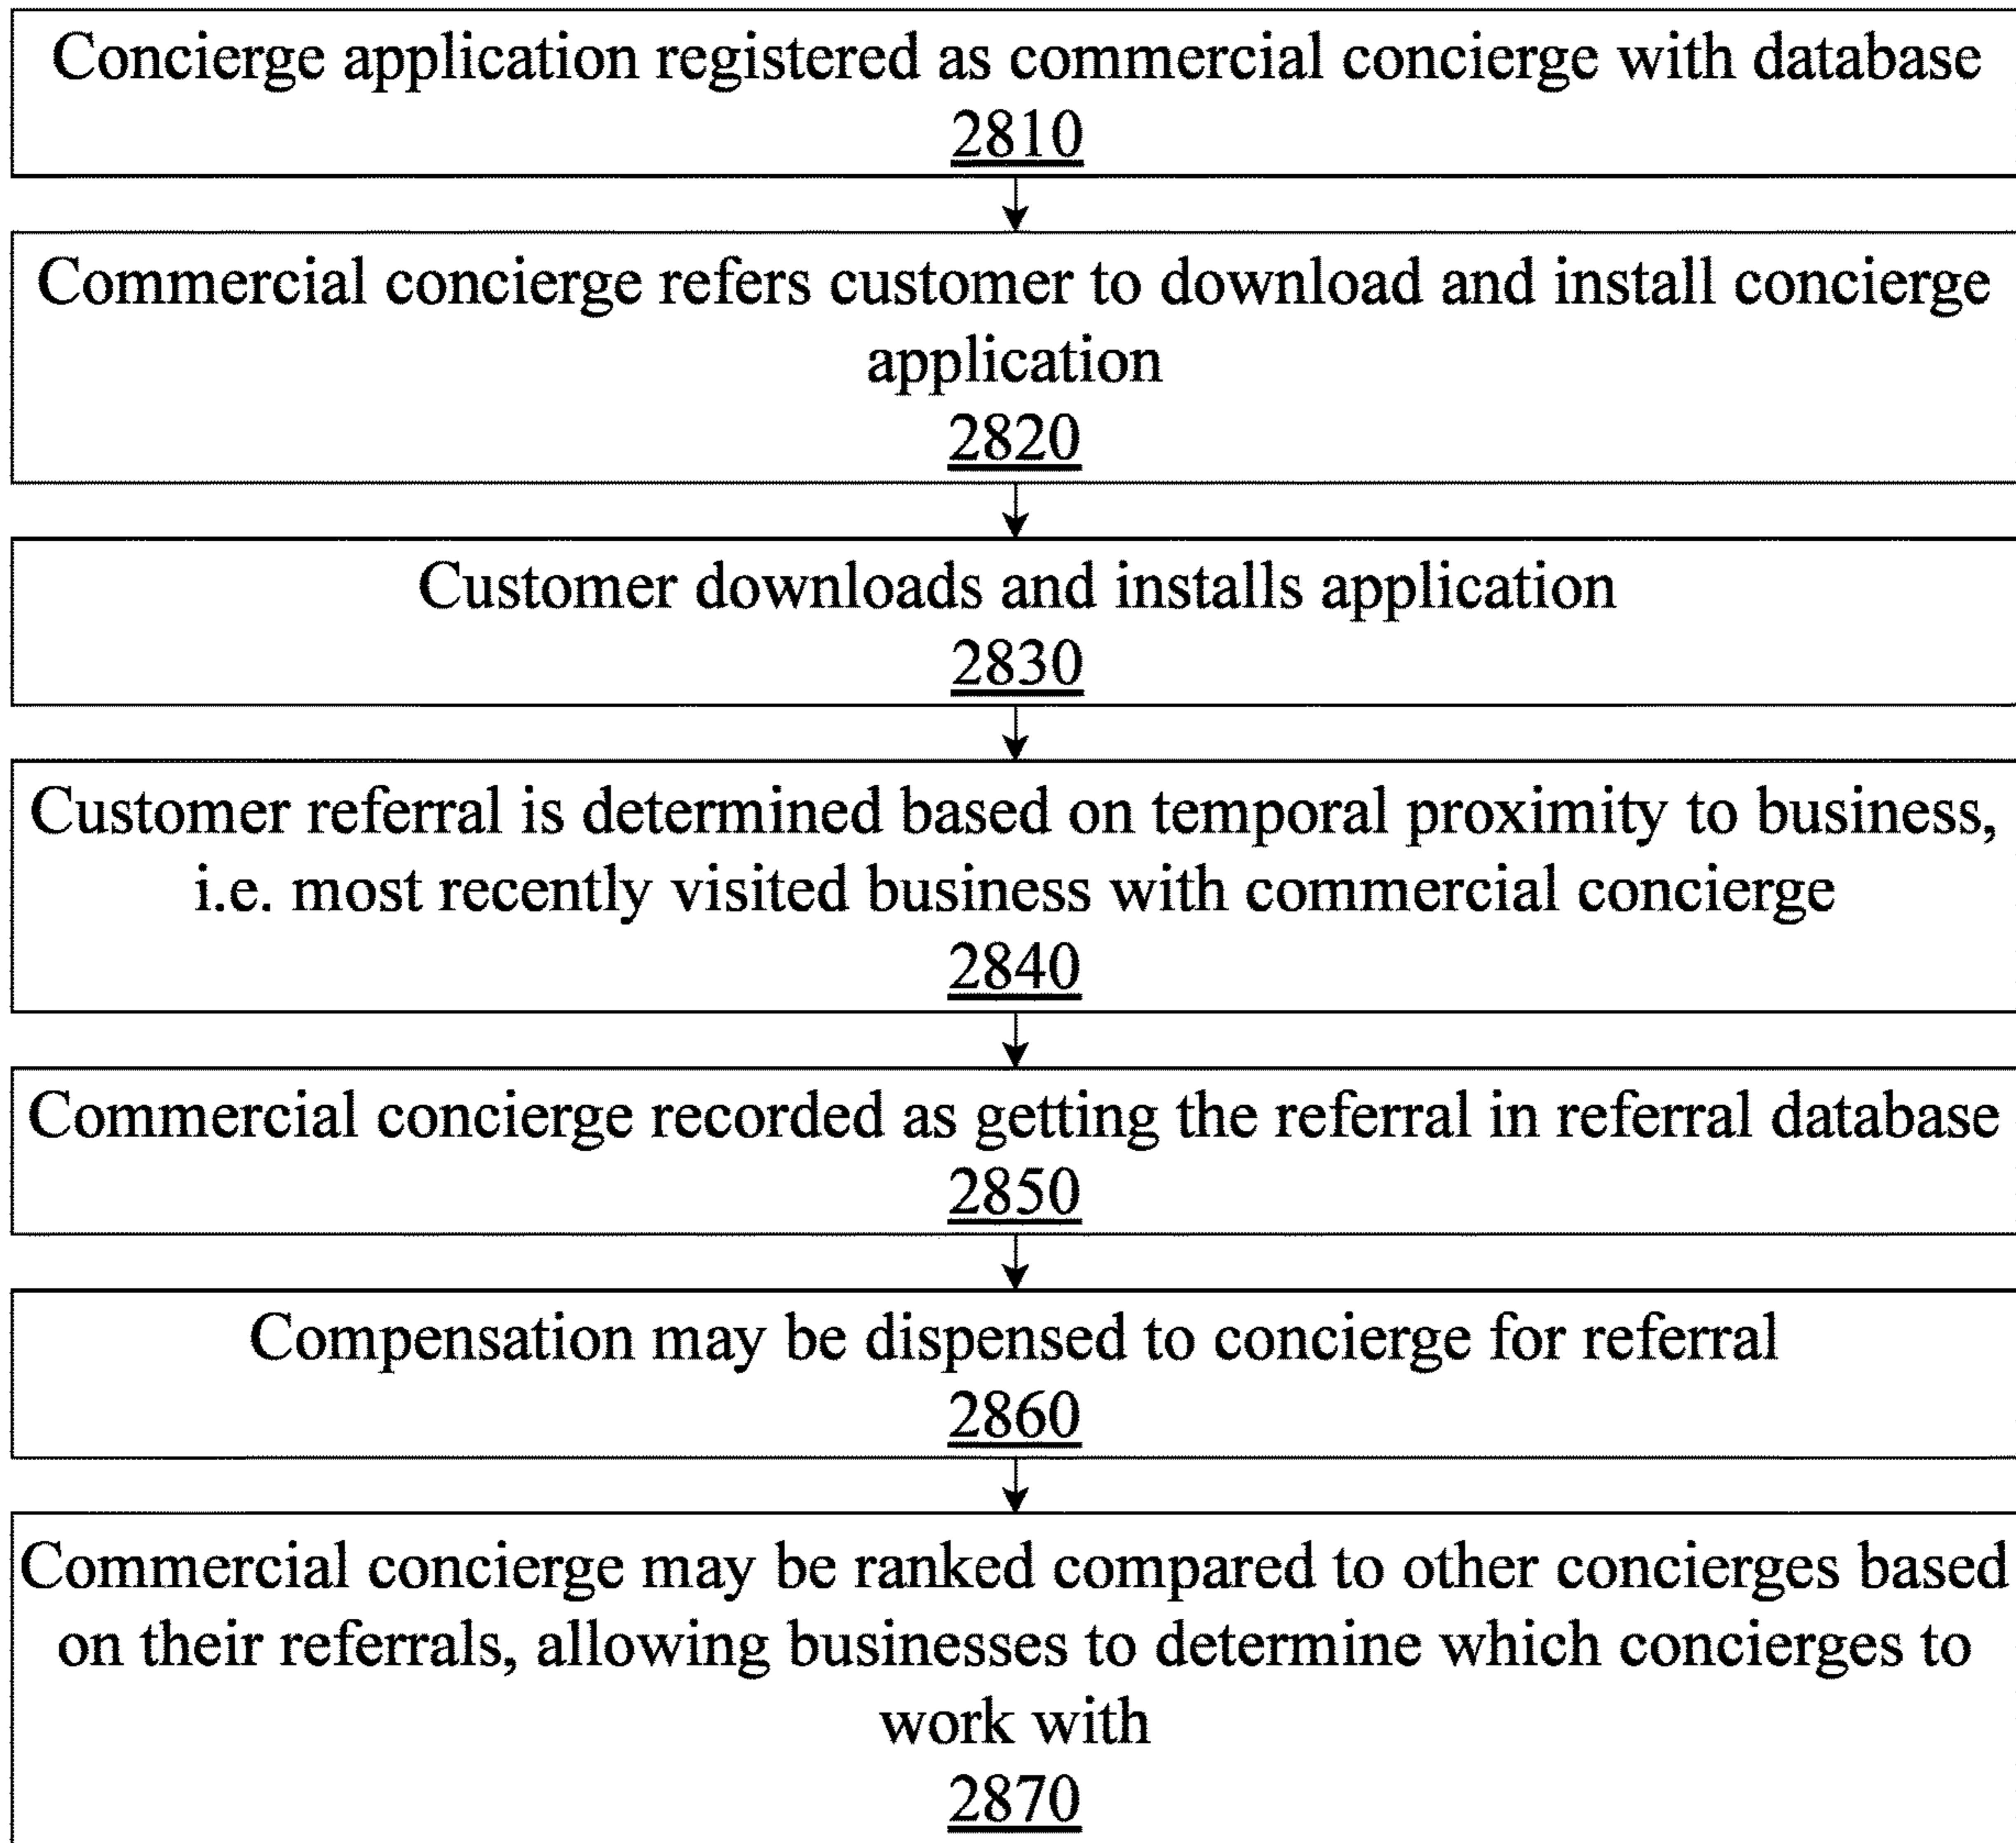 Concierge application registered as commercial concierge with database
2810
Commercial concierge refers customer to download and install concierge
application
2820
Customer downloads and installs application
2830
Customer referral is determined based on temporal proximity to business,
i.e. most recently visited business with commercial concierge
2840
Commercial concierge recorded as getting the referral in referral database
2850
Compensation may be dispensed to concierge for referral
2860
Commercial concierge may be ranked compared to other concierges based
on their referrals, allowing businesses to determine which concierges to
work with
2870